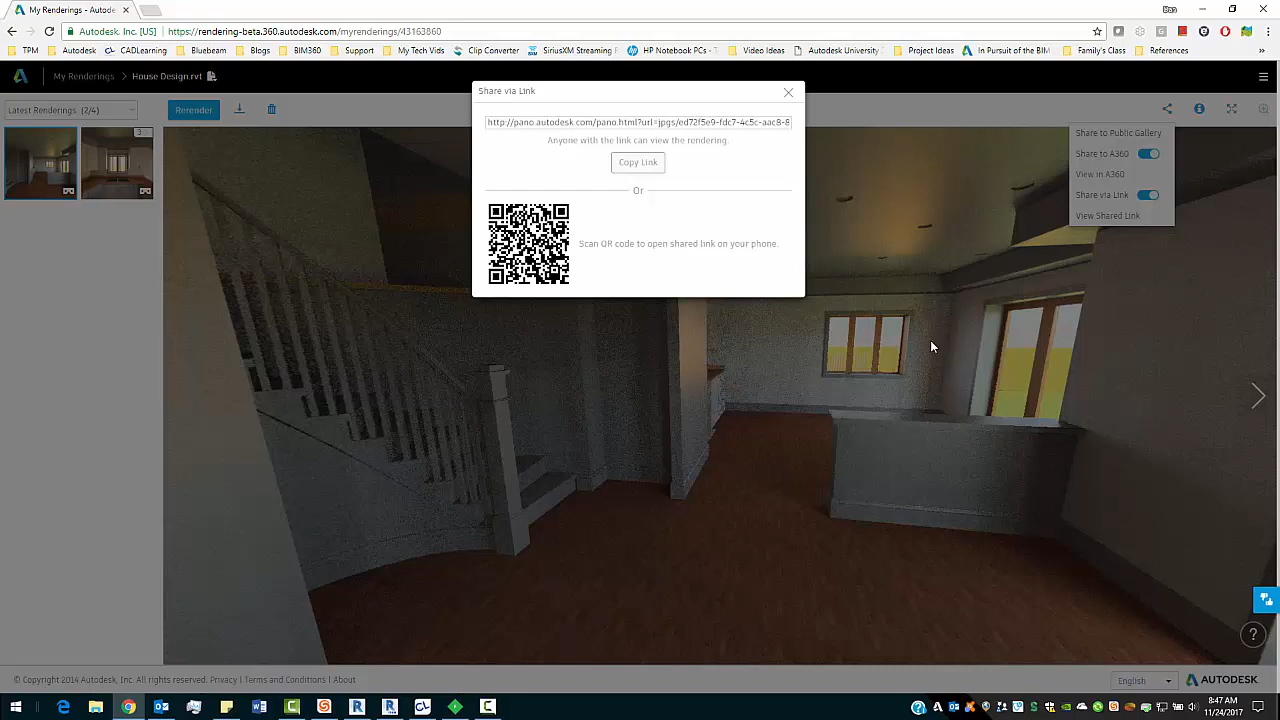 My Renderings - Autodes
Autodesk, Inc. [US]
https://rendering-beta.360.autodesk.com/myrenderings/43163860
TPM
Autodesk
CADLearning
Bluebeam
Blogs
BIM360
Support
My Tech Vids
Clip Converter
SiriusXM Streaming R
HP Notebook PCs - T
Video Ideas
Autodesk University
Project Ideas
In Pursuit of the BIM
Family's Class
References
My Renderings
House Design.rvt
Latest Renderings (2/4)
Rerender
3
Share via Link
http://pano.autodesk.com/pano.html?url=jpgs/ed72f5e9-fdc7-4c5c-aac8-8
Anyone with the link can view the rendering.
Copy Link
Or
Scan QR code to open shared link on your phone.
Share to Public Gallery
Share to A360
View in A360
Share via Link
View Shared Link
© Copyright 2014 Autodesk, Inc. All rights reserved. Privacy | Terms and Conditions | About
English
AUTODESK
8:47 AM
11/24/2017